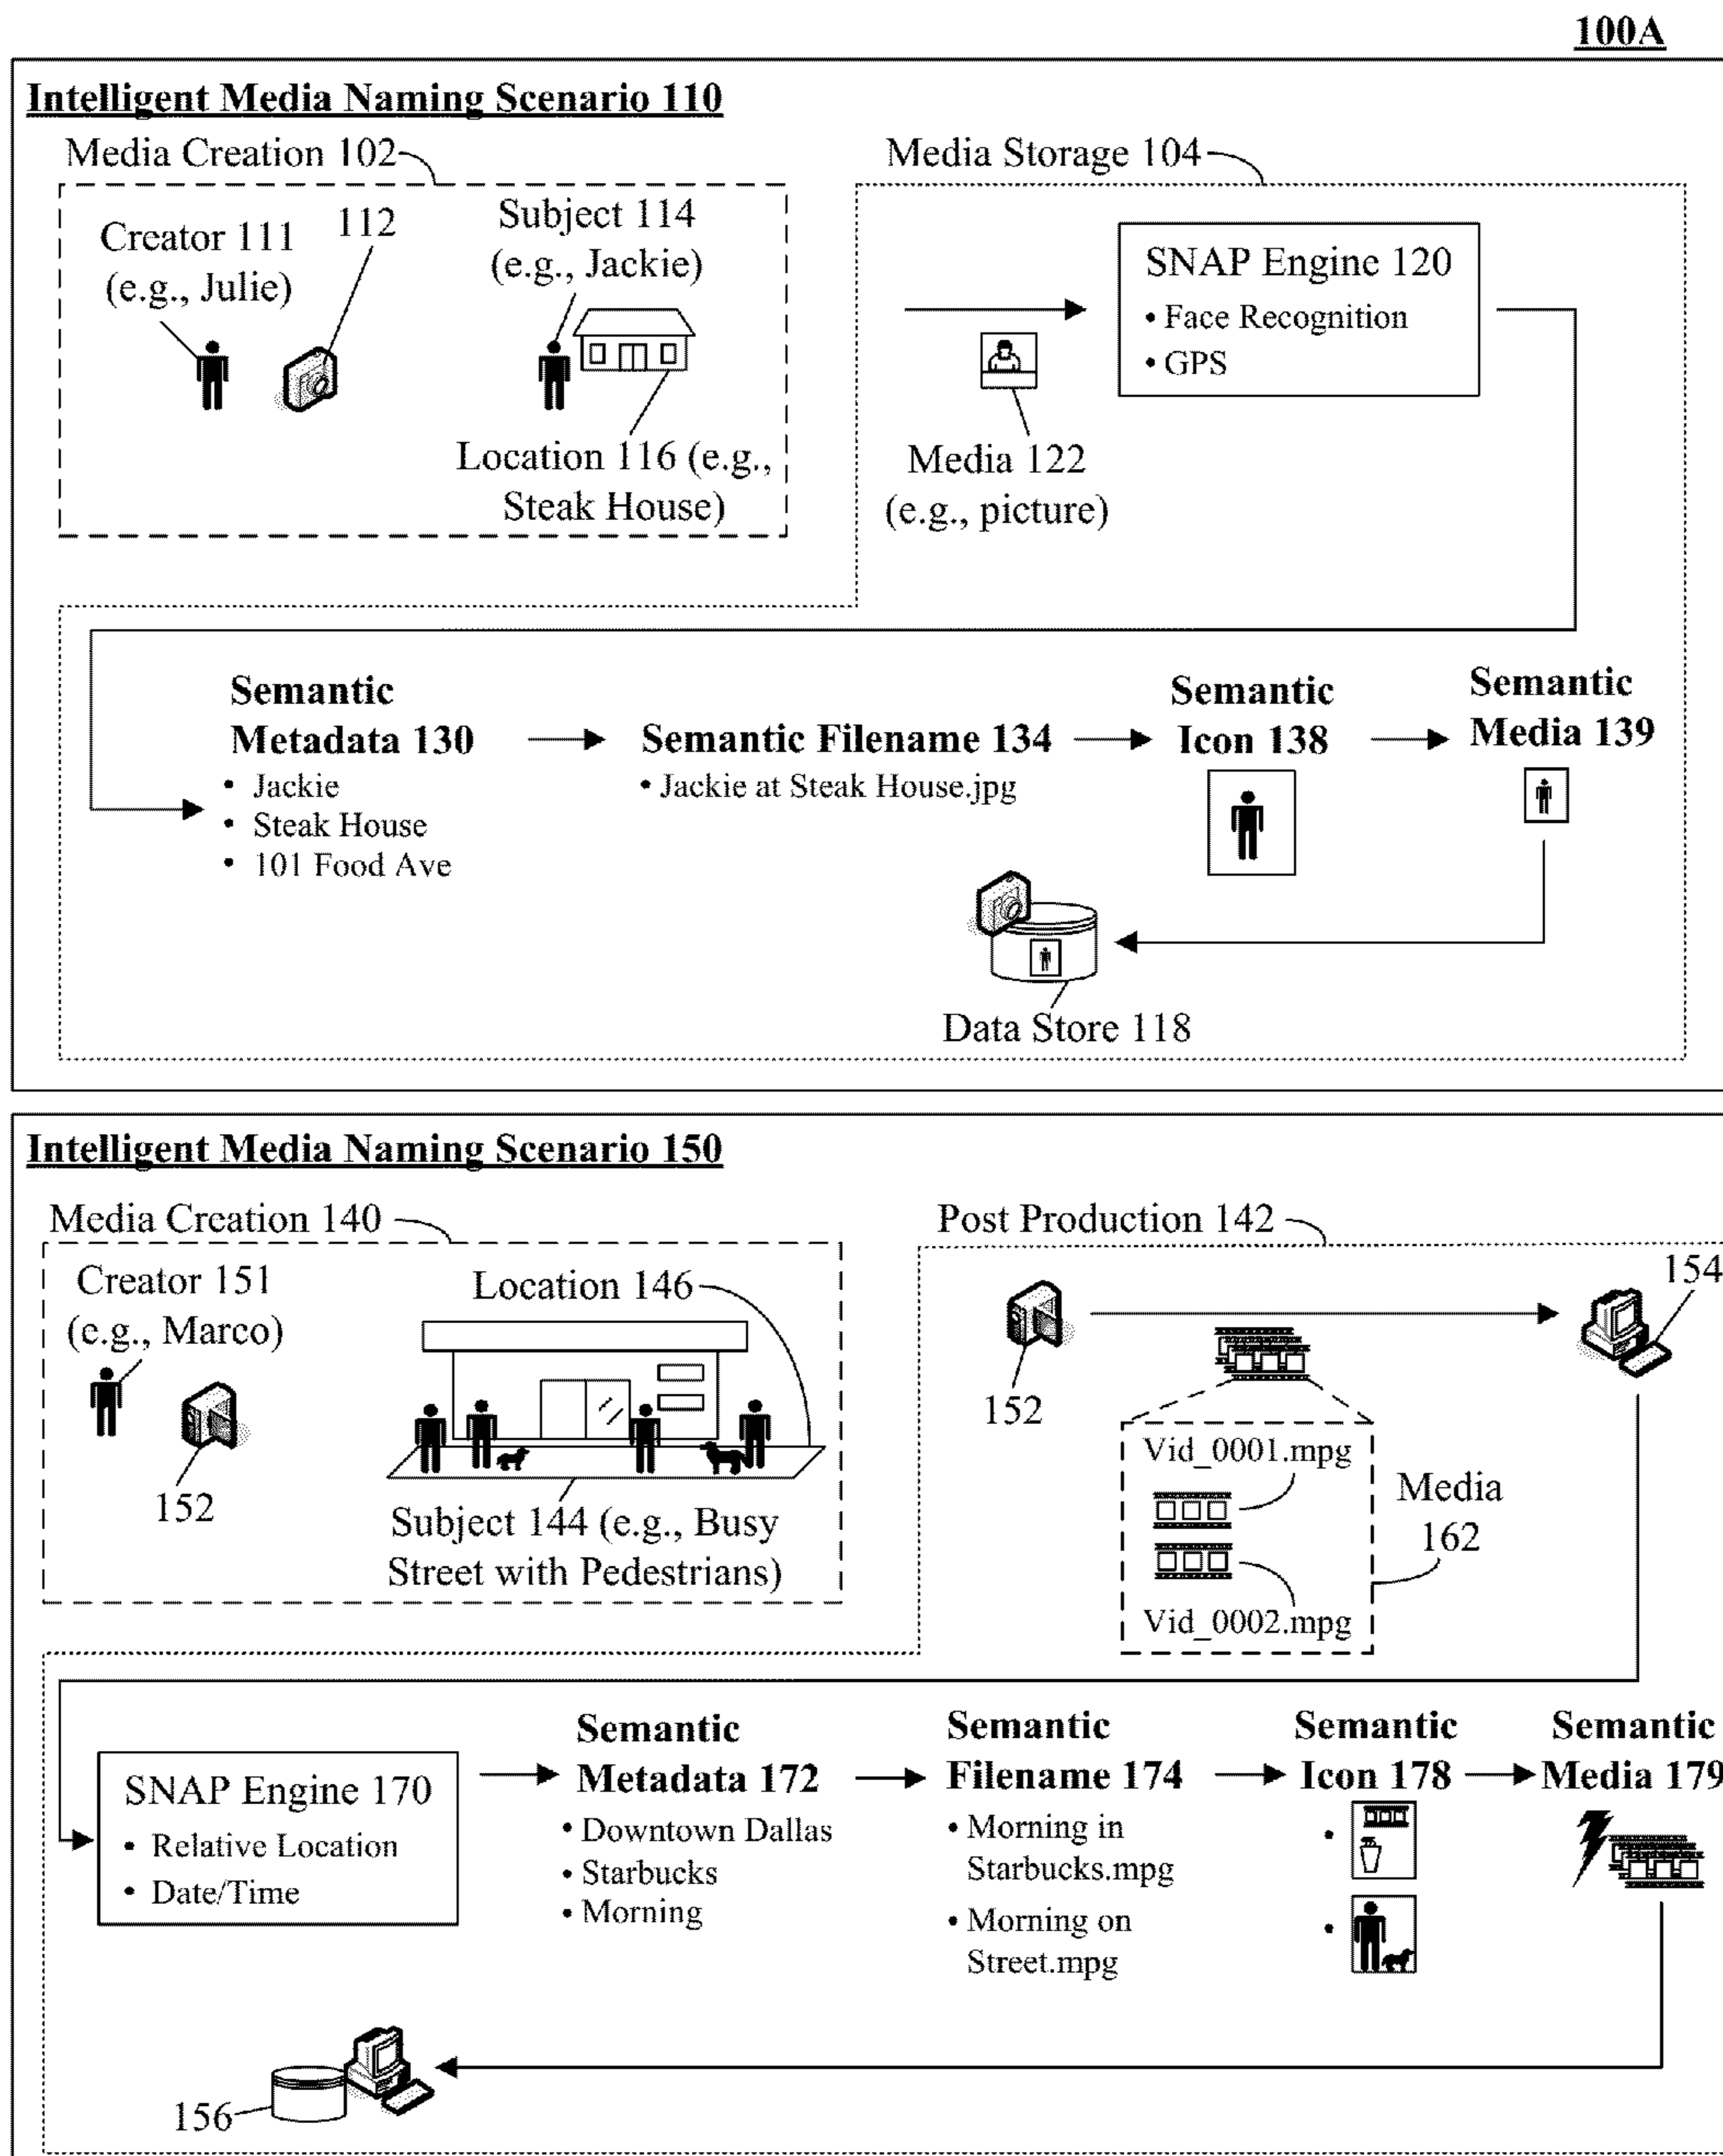 100A
Intelligent Media Naming Scenario 110
Media Creation 102
Media Storage 104
Creator 111
(e.g., Julie)
112
Subject 114
(e.g., Jackie)
Location 116 (e.g.,
Steak House)
Media 122
(e.g., picture)
SNAP Engine 120
• Face Recognition
• GPS
Semantic
Metadata 130
• Jackie
• Steak House
• 101 Food Ave
Semantic Filename 134
• Jackie at Steak House.jpg
Semantic
Icon 138
Semantic
Media 139
Data Store 118
Intelligent Media Naming Scenario 150
Media Creation 140
Post Production 142
Creator 151
(e.g., Marco)
152
Location 146
Subject 144 (e.g., Busy
Street with Pedestrians)
152
154
Vid_0001.mpg
Vid_0002.mpg
Media
162
SNAP Engine 170
• Relative Location
• Date/Time
Semantic
Metadata 172
• Downtown Dallas
• Starbucks
• Morning
Semantic
Filename 174
• Morning in
Starbucks.mpg
• Morning on
Street.mpg
Semantic
Icon 178
Semantic
Media 179
156